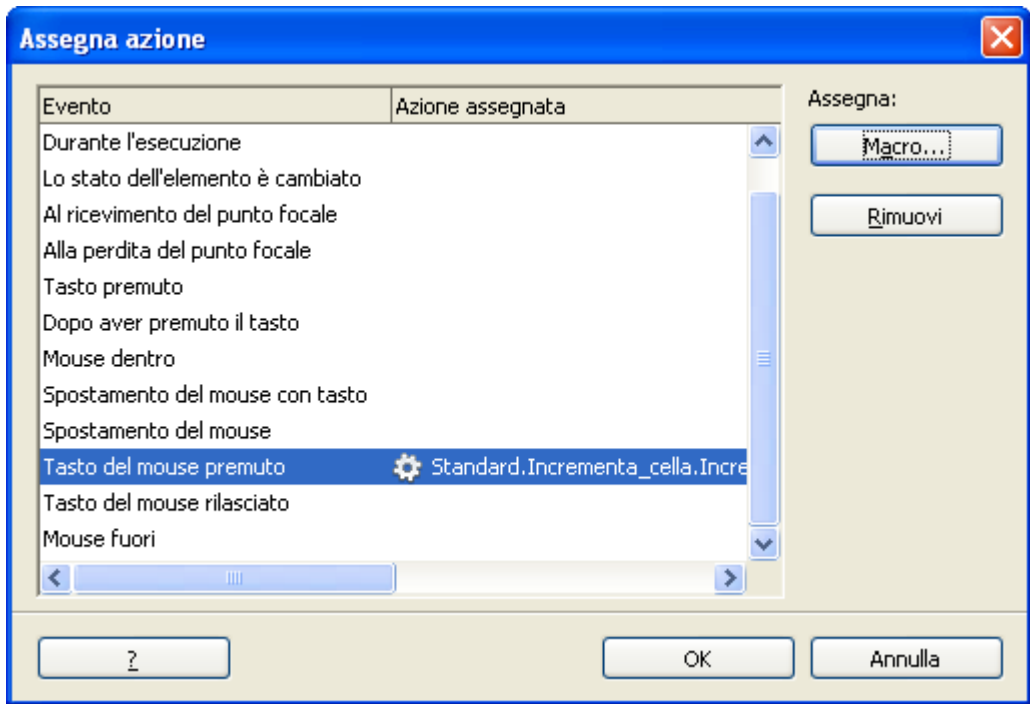 Assegna azione
Evento Azione assegnata
Assegna:
Durante l'esecuzione
Macro...
Lo stato dell'elemento è cambiato
Al ricevimento del punto focale
Rimuovi
Alla perdita del punto focale
Tasto premuto
Dopo aver premuto il tasto
Mouse dentro
Spostamento del mouse con tasto
Spostamento del mouse
Tasto del mouse premuto Standard.Incrementa_cella.Incre
Tasto del mouse rilasciato
Mouse fuori
? OK Annulla